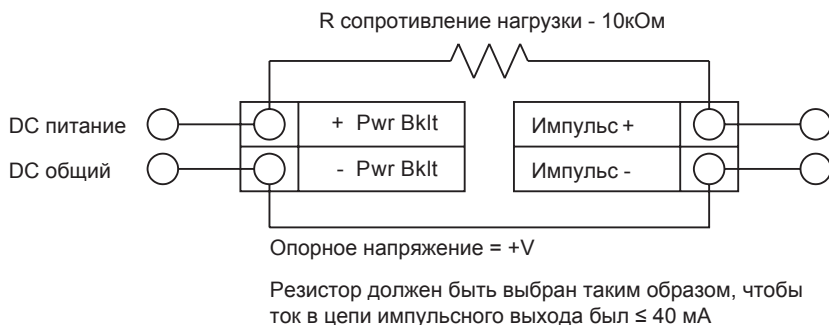 R сопротивление нагрузки - 10кОм
DC питание
+ Pwr Bklt
Импульс +
DC общий
- Pwr Bklt
Импульс -
Опорное напряжение = +V
Резистор должен быть выбран таким образом, чтобы
ток в цепи импульсного выхода был ≤ 40 мА